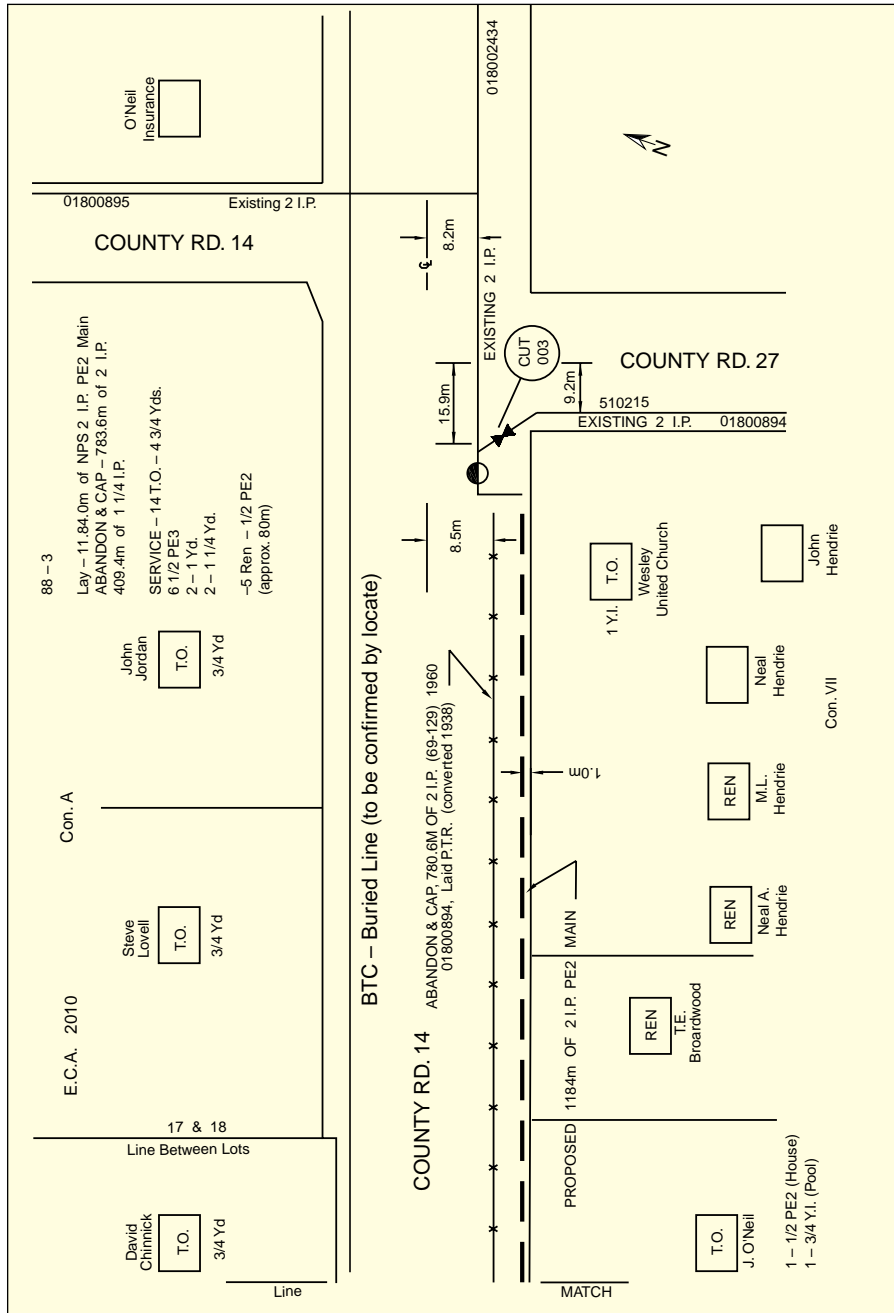 88 – 3
Lay – 11.84.0m of NPS 2 I.P. PE2 Main
ABANDON & CAP – 783.6m of 2 I.P.
409.4m of 1 1/4 I.P.
SERVICE – 14 T.O. – 4 3/4 Yds.
6 1/2 PE3
2 – 1 Yd.
2 – 1 1/4 Yd.
–5 Ren – 1/2 PE2
(approx. 80m)
E.C.A. 2010
Con. A
David
Chinnick
T.O.
3/4 Yd
17 & 18
Line Between Lots
Line
Steve
Lovell
T.O.
3/4 Yd
John
Jordan
T.O.
3/4 Yd
COUNTY RD. 14
01800895
Existing 2 I.P.
O'Neil
Insurance
BTC – Buried Line (to be confirmed by locate)
COUNTY RD. 14
ABANDON & CAP, 780.6M OF 2 I.P. (69-129) 1960
01800894, Laid P.T.R. (converted 1938)
8.5m
15.9m
℄
8.2m
EXISTING 2 I.P.
018002434
CUT
003
9.2m
COUNTY RD. 27
510215
EXISTING 2 I.P.
01800894
N
1.0m
PROPOSED 1184m OF 2 I.P. PE2 MAIN
MATCH
T.O.
J. O'Neil
1 – 1/2 PE2 (House)
1 – 3/4 Y.I. (Pool)
REN
T.E.
Broardwood
REN
Neal A.
Hendrie
REN
M.L.
Hendrie
Neal
Hendrie
Con. VII
1 Y.I.
T.O.
Wesley
United Church
John
Hendrie